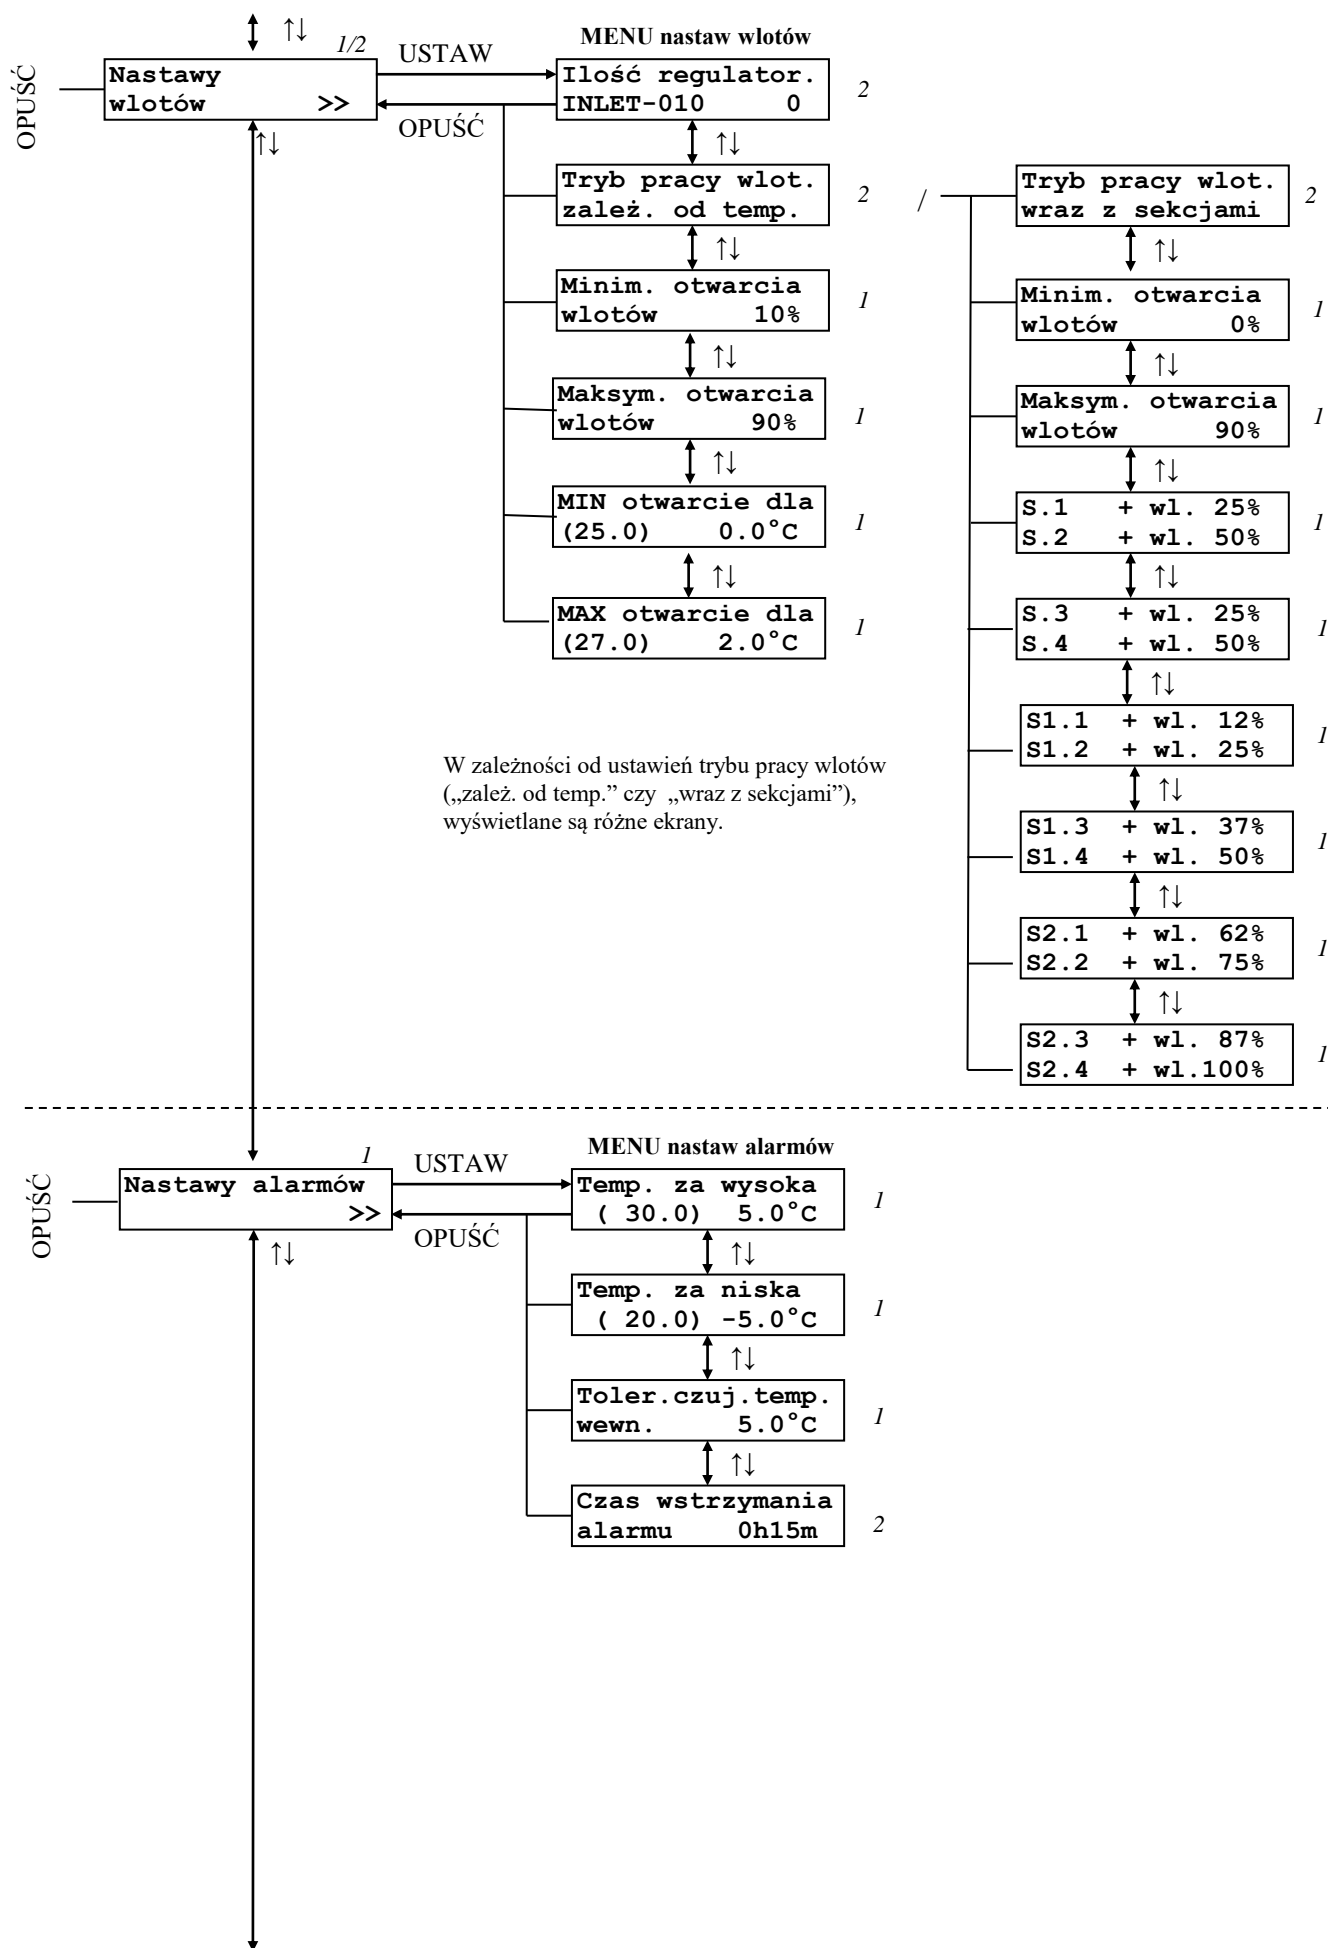 ↑↓
1/2
USTAW
MENU nastaw wlotów
OPUŚĆ
Nastawy
wlotów >>
OPUŚĆ
↑↓
Ilość regulator.
INLET-010 0
2
↑↓
Tryb pracy wlot.
zależ. od temp.
2
↑↓
Minim. otwarcia
wlotów 10%
1
↑↓
Maksym. otwarcia
wlotów 90%
1
↑↓
MIN otwarcie dla
(25.0) 0.0°C
1
↑↓
MAX otwarcie dla
(27.0) 2.0°C
1
/
Tryb pracy wlot.
wraz z sekcjami
2
↑↓
Minim. otwarcia
wlotów 0%
1
↑↓
Maksym. otwarcia
wlotów 90%
1
↑↓
S.1 + wl. 25%
S.2 + wl. 50%
1
↑↓
S.3 + wl. 25%
S.4 + wl. 50%
1
↑↓
S1.1 + wl. 12%
S1.2 + wl. 25%
1
↑↓
S1.3 + wl. 37%
S1.4 + wl. 50%
1
↑↓
S2.1 + wl. 62%
S2.2 + wl. 75%
1
↑↓
S2.3 + wl. 87%
S2.4 + wl.100%
1
W zależności od ustawień trybu pracy wlotów
(„zależ. od temp.” czy „wraz z sekcjami”),
wyświetlane są różne ekrany.
1
USTAW
MENU nastaw alarmów
OPUŚĆ
Nastawy alarmów
>>
OPUŚĆ
↑↓
Temp. za wysoka
( 30.0) 5.0°C
1
↑↓
Temp. za niska
( 20.0) -5.0°C
1
↑↓
Toler.czuj.temp.
wewn. 5.0°C
1
↑↓
Czas wstrzymania
alarmu 0h15m
2